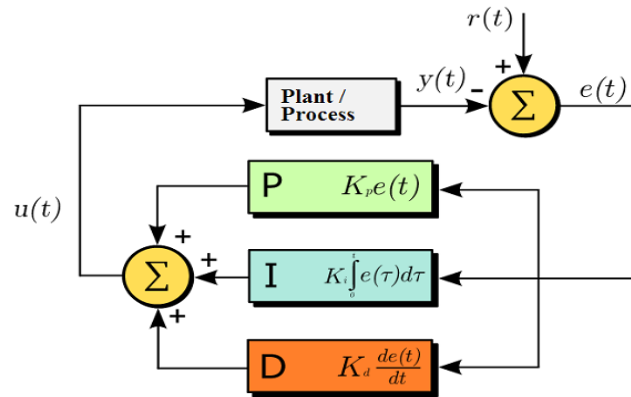 r(t)
+
Plant /
Process
y(t)
-
Σ
e(t)
P K_p e(t)
u(t)
+
Σ
+
I K_i ∫_0^t e(τ)dτ
+
D K_d de(t)/dt